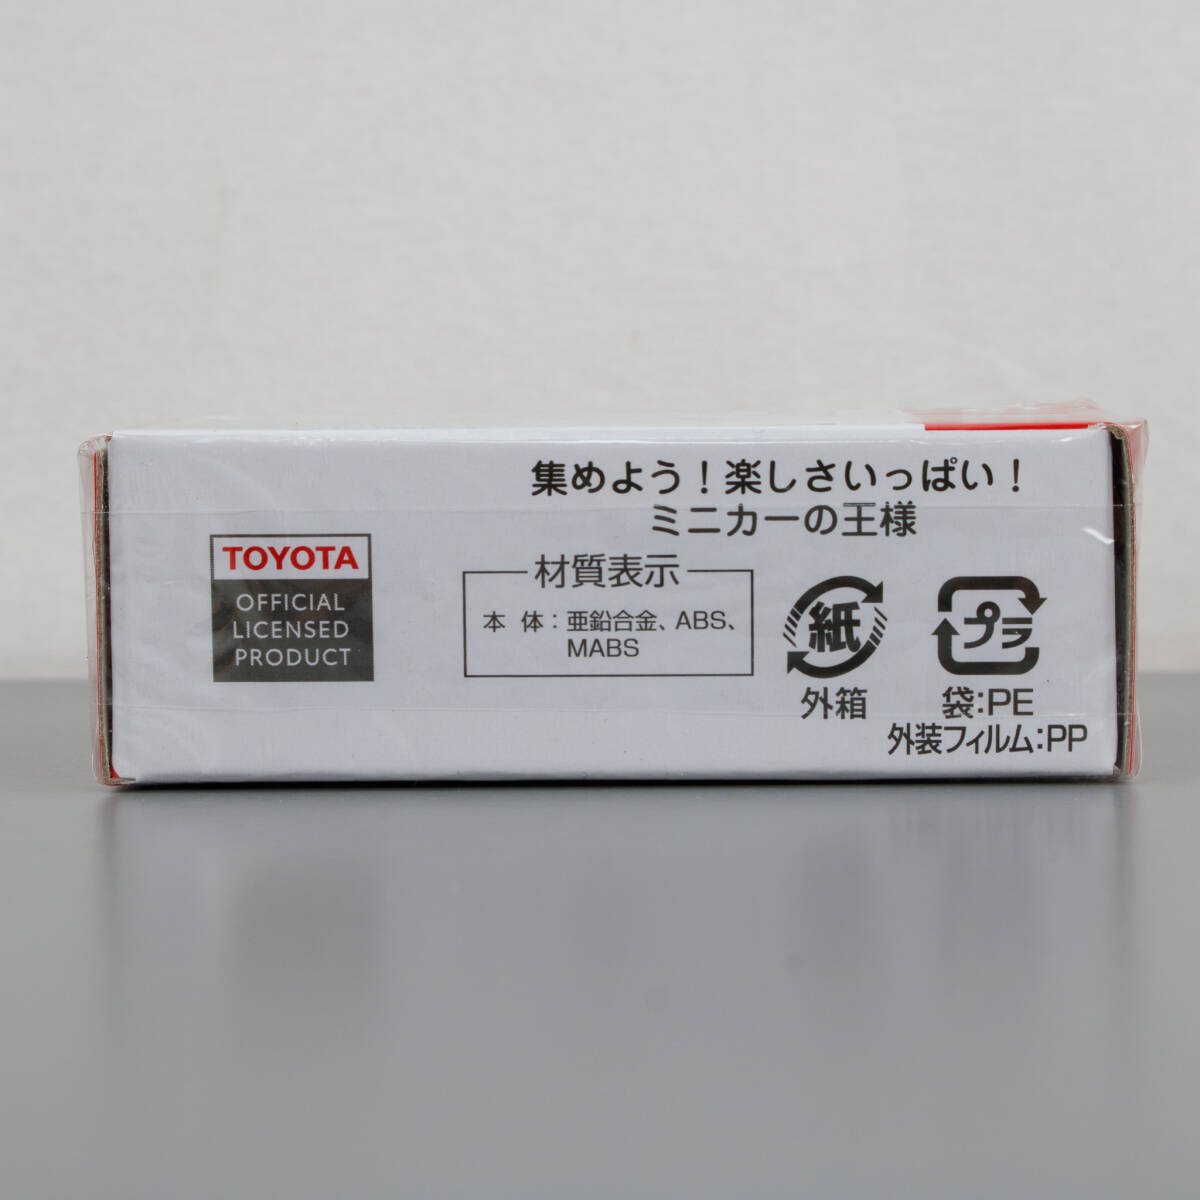 集めよう！楽しさいっぱい！
ミニカーの王様
TOYOTA
OFFICIAL
LICENSED
PRODUCT
材質表示
本 体：亜鉛合金、ABS、
MABS
紙
外箱
プラ
袋:PE
外装フィルム:PP